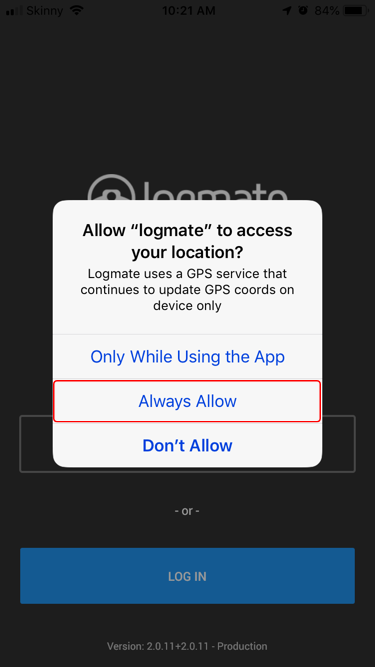 Skinny 10:21 AM 84%
logmate
Allow “logmate” to access
your location?
Logmate uses a GPS service that
continues to update GPS coords on
device only
Only While Using the App
Always Allow
Don’t Allow
- or -
LOG IN
Version: 2.0.11+2.0.11 - Production